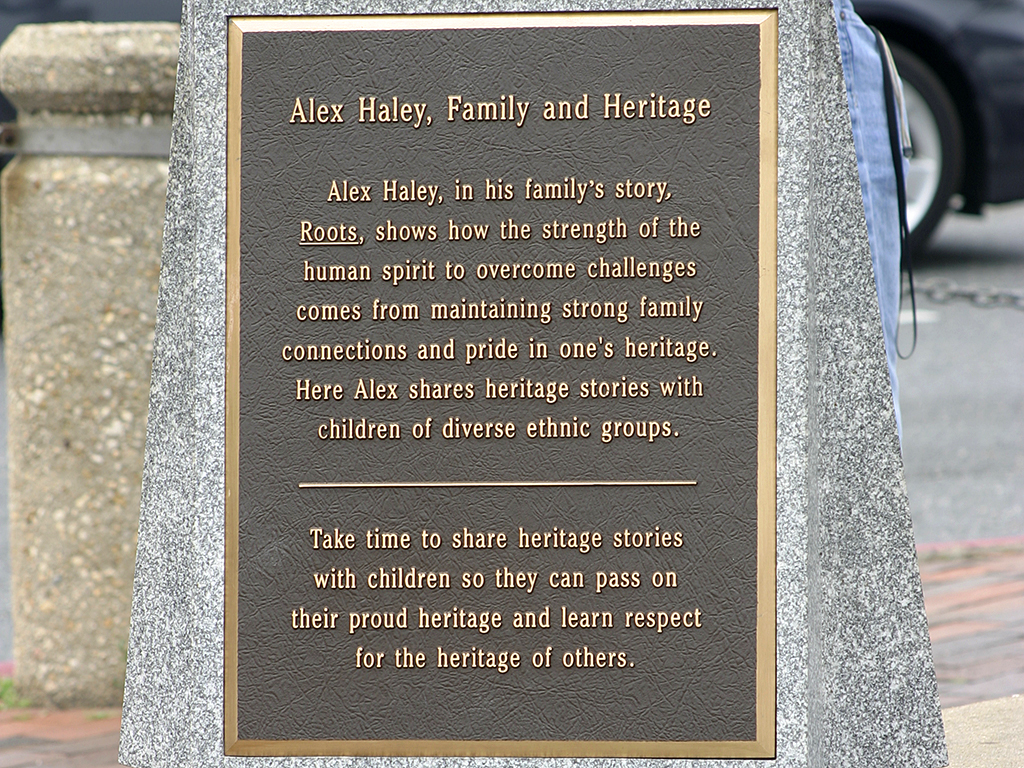 Alex Haley, Family and Heritage
Alex Haley, in his family’s story,
Roots, shows how the strength of the
human spirit to overcome challenges
comes from maintaining strong family
connections and pride in one's heritage.
Here Alex shares heritage stories with
children of diverse ethnic groups.
Take time to share heritage stories
with children so they can pass on
their proud heritage and learn respect
for the heritage of others.